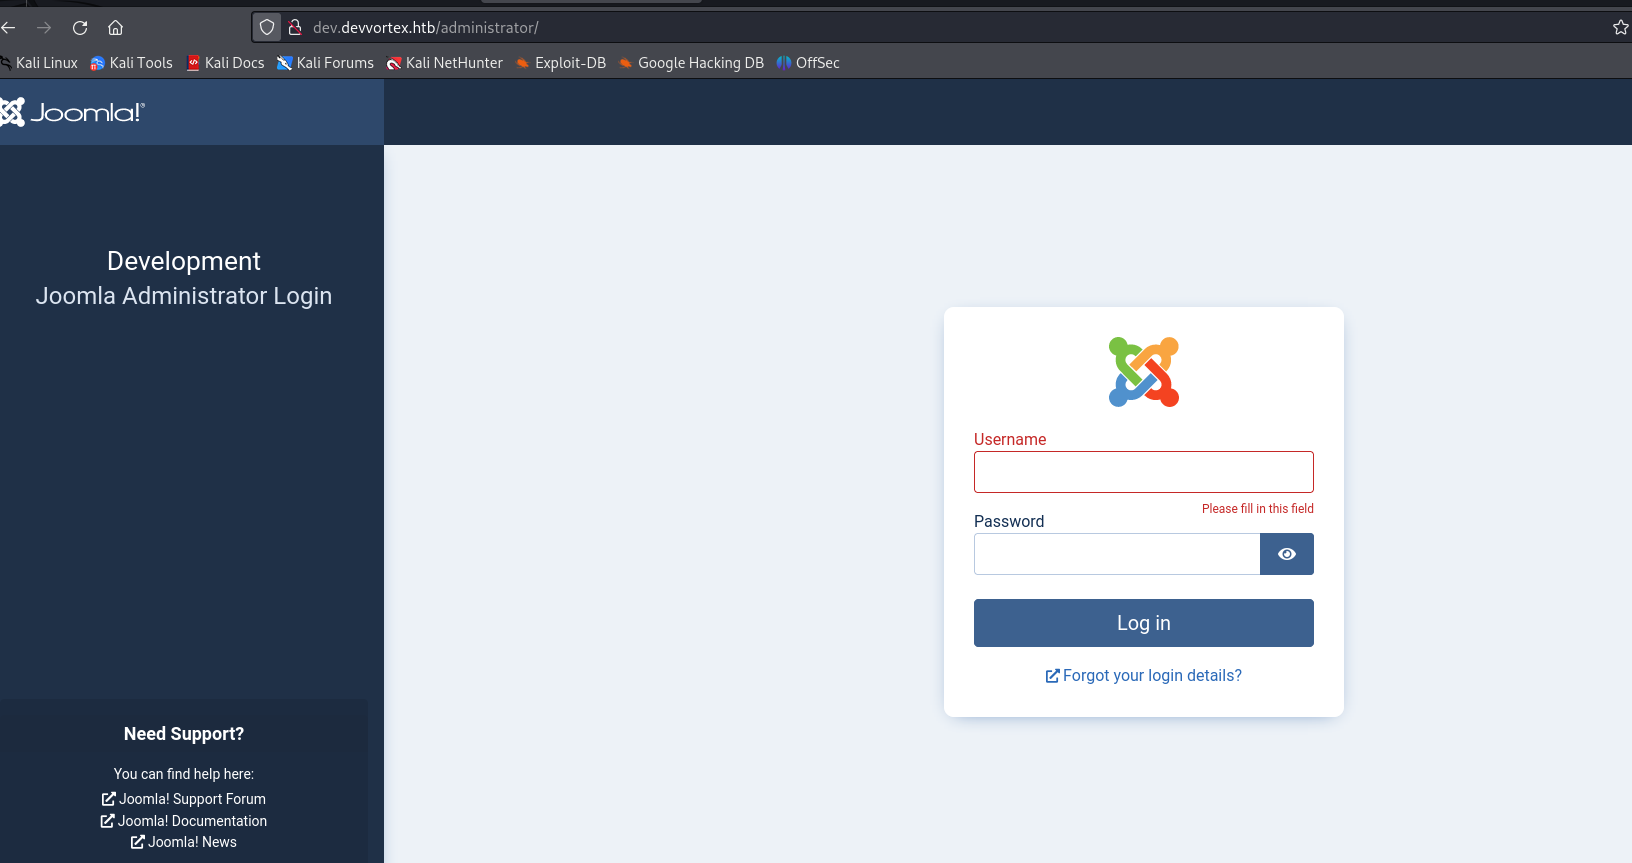 dev.devvortex.htb/administrator/
Kali Linux Kali Tools Kali Docs Kali Forums Kali NetHunter Exploit-DB Google Hacking DB OffSec
Joomla!®
Development
Joomla Administrator Login
Username
Please fill in this field
Password
Log in
Forgot your login details?
Need Support?
You can find help here:
Joomla! Support Forum
Joomla! Documentation
Joomla! News